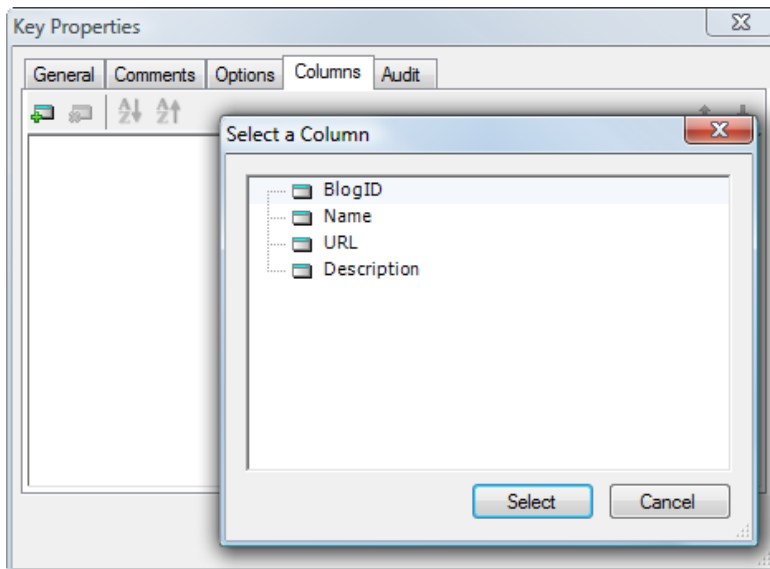 Key Properties
General Comments Options Columns Audit
Select a Column
BlogID
Name
URL
Description
Select Cancel